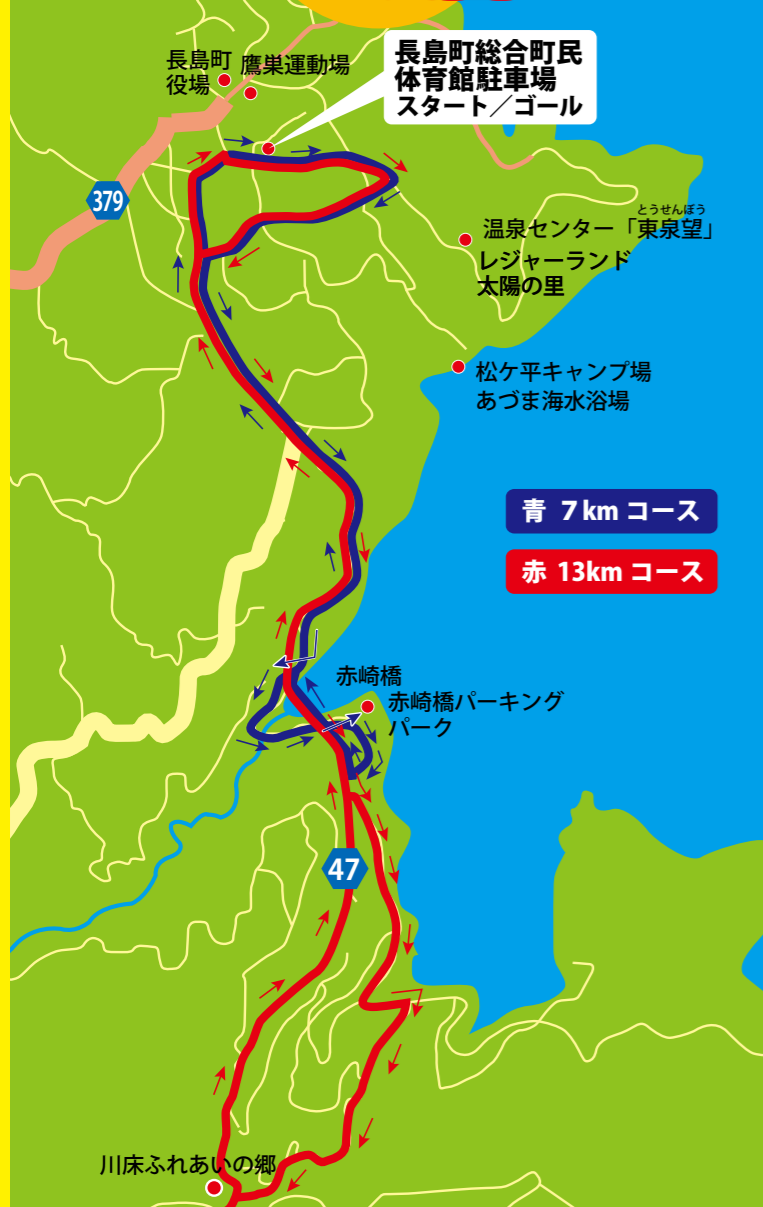 長島町
役場
鷹巣運動場
長島町総合町民
体育館駐車場
スタート／ゴール
379
とうせんぼう
温泉センター「東泉望」
レジャーランド
太陽の里
松ケ平キャンプ場
あづま海水浴場
青 7km コース
赤 13km コース
赤崎橋
赤崎橋パーキング
パーク
47
川床ふれあいの郷